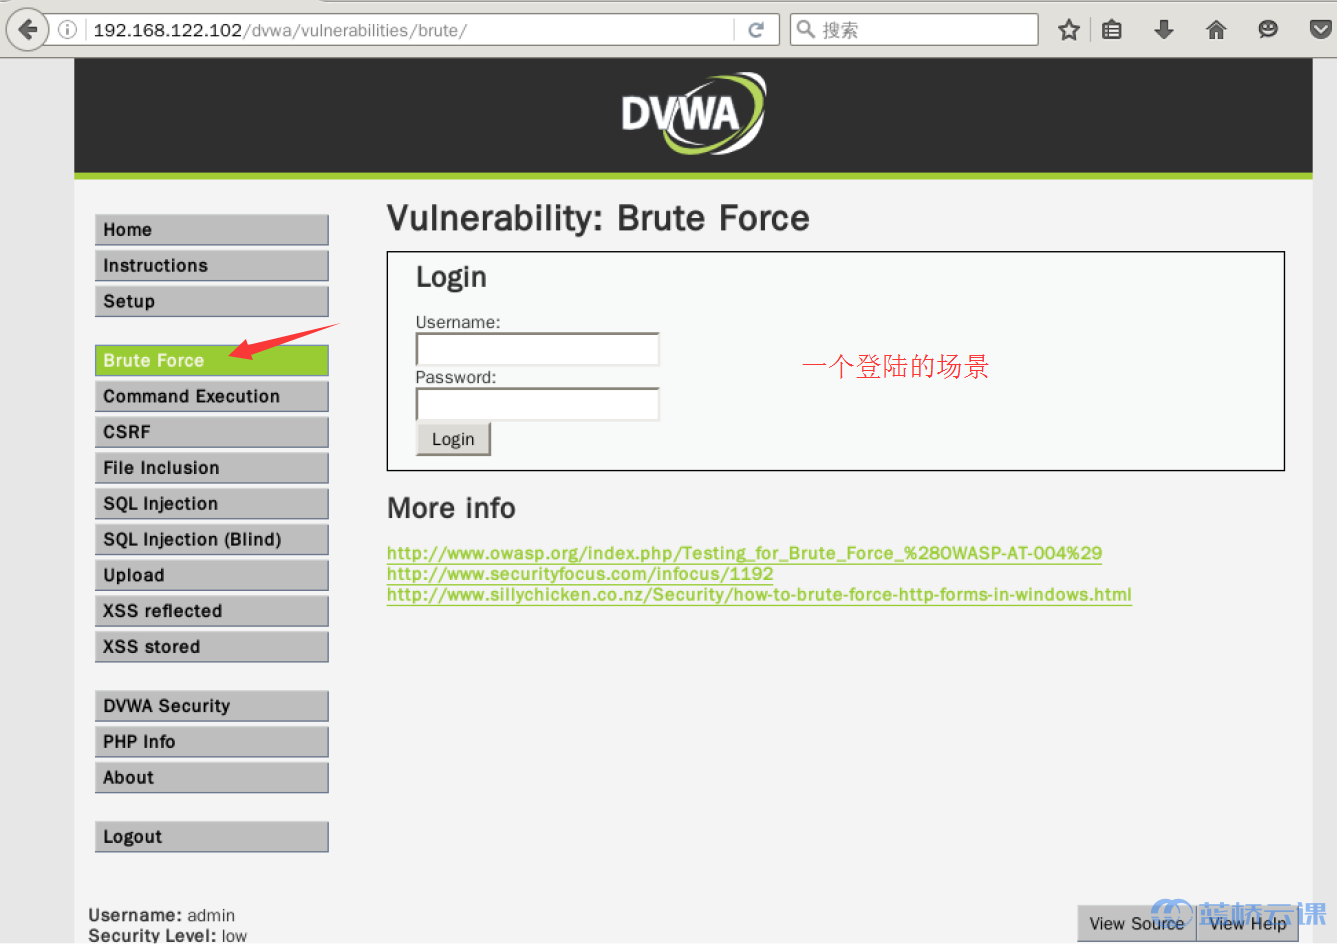 192.168.122.102/dvwa/vulnerabilities/brute/
搜索
DVWA
Home
Instructions
Setup
Brute Force
Command Execution
CSRF
File Inclusion
SQL Injection
SQL Injection (Blind)
Upload
XSS reflected
XSS stored
DVWA Security
PHP Info
About
Logout
Vulnerability: Brute Force
Login
Username:
Password:
Login
一个登陆的场景
More info
http://www.owasp.org/index.php/Testing_for_Brute_Force_%28OWASP-AT-004%29
http://www.securityfocus.com/infocus/1192
http://www.sillychicken.co.nz/Security/how-to-brute-force-http-forms-in-windows.html
Username: admin
Security Level: low
View Source
View Help
蓝桥云课